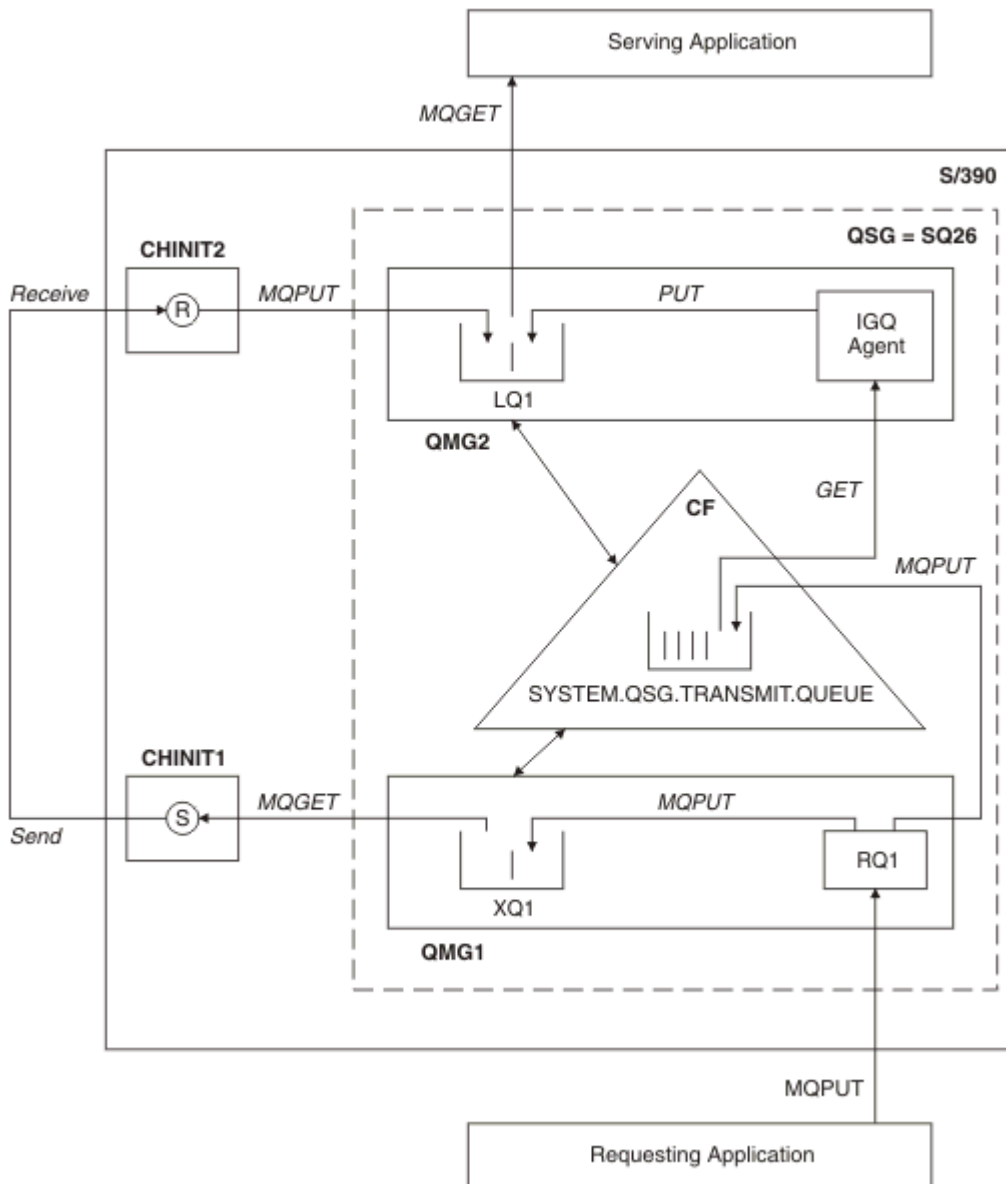 Serving Application
MQGET
S/390
QSG = SQ26
CHINIT2
Receive
R
MQPUT
PUT
IGQ
Agent
LQ1
QMG2
CF
GET
MQPUT
SYSTEM.QSG.TRANSMIT.QUEUE
CHINIT1
Send
S
MQGET
MQPUT
RQ1
XQ1
QMG1
MQPUT
Requesting Application